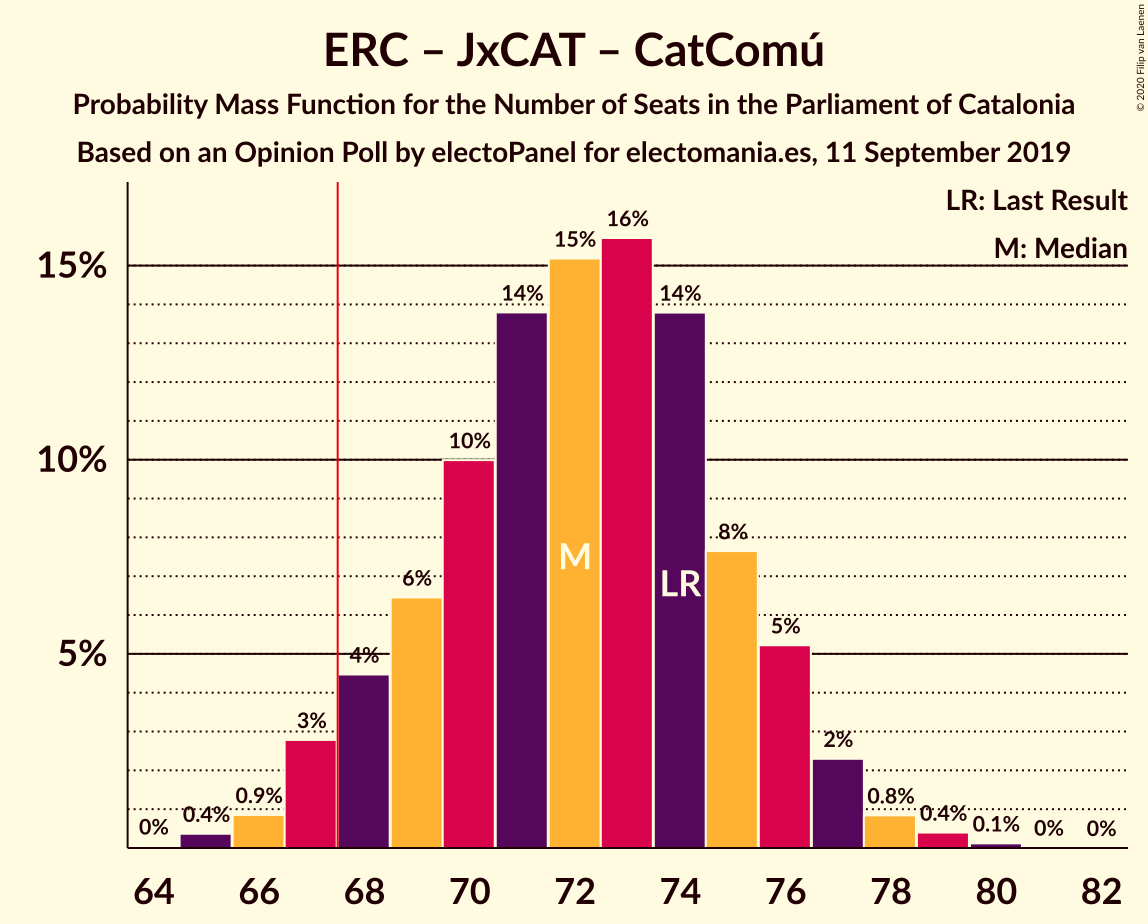 ERC – JxCAT – CatComú
Probability Mass Function for the Number of Seats in the Parliament of Catalonia
Based on an Opinion Poll by electoPanel for electomania.es, 11 September 2019
© 2020 Filip van Laenen
LR: Last Result
M: Median
15%
10%
5%
0%
0.4%
0.9%
3%
4%
6%
10%
14%
15%
16%
14%
8%
5%
2%
0.8%
0.4%
0.1%
0%
0%
M
LR
64 66 68 70 72 74 76 78 80 82